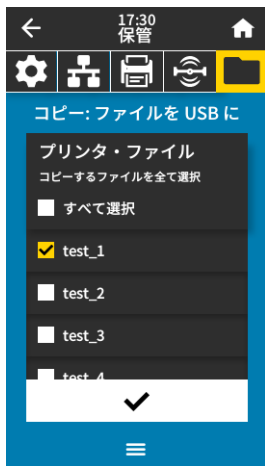 17:30
保管
コピー: ファイルを USB に
プリンタ・ファイル
コピーするファイルを全て選択
すべて選択
test_1
test_2
test_3
test_4